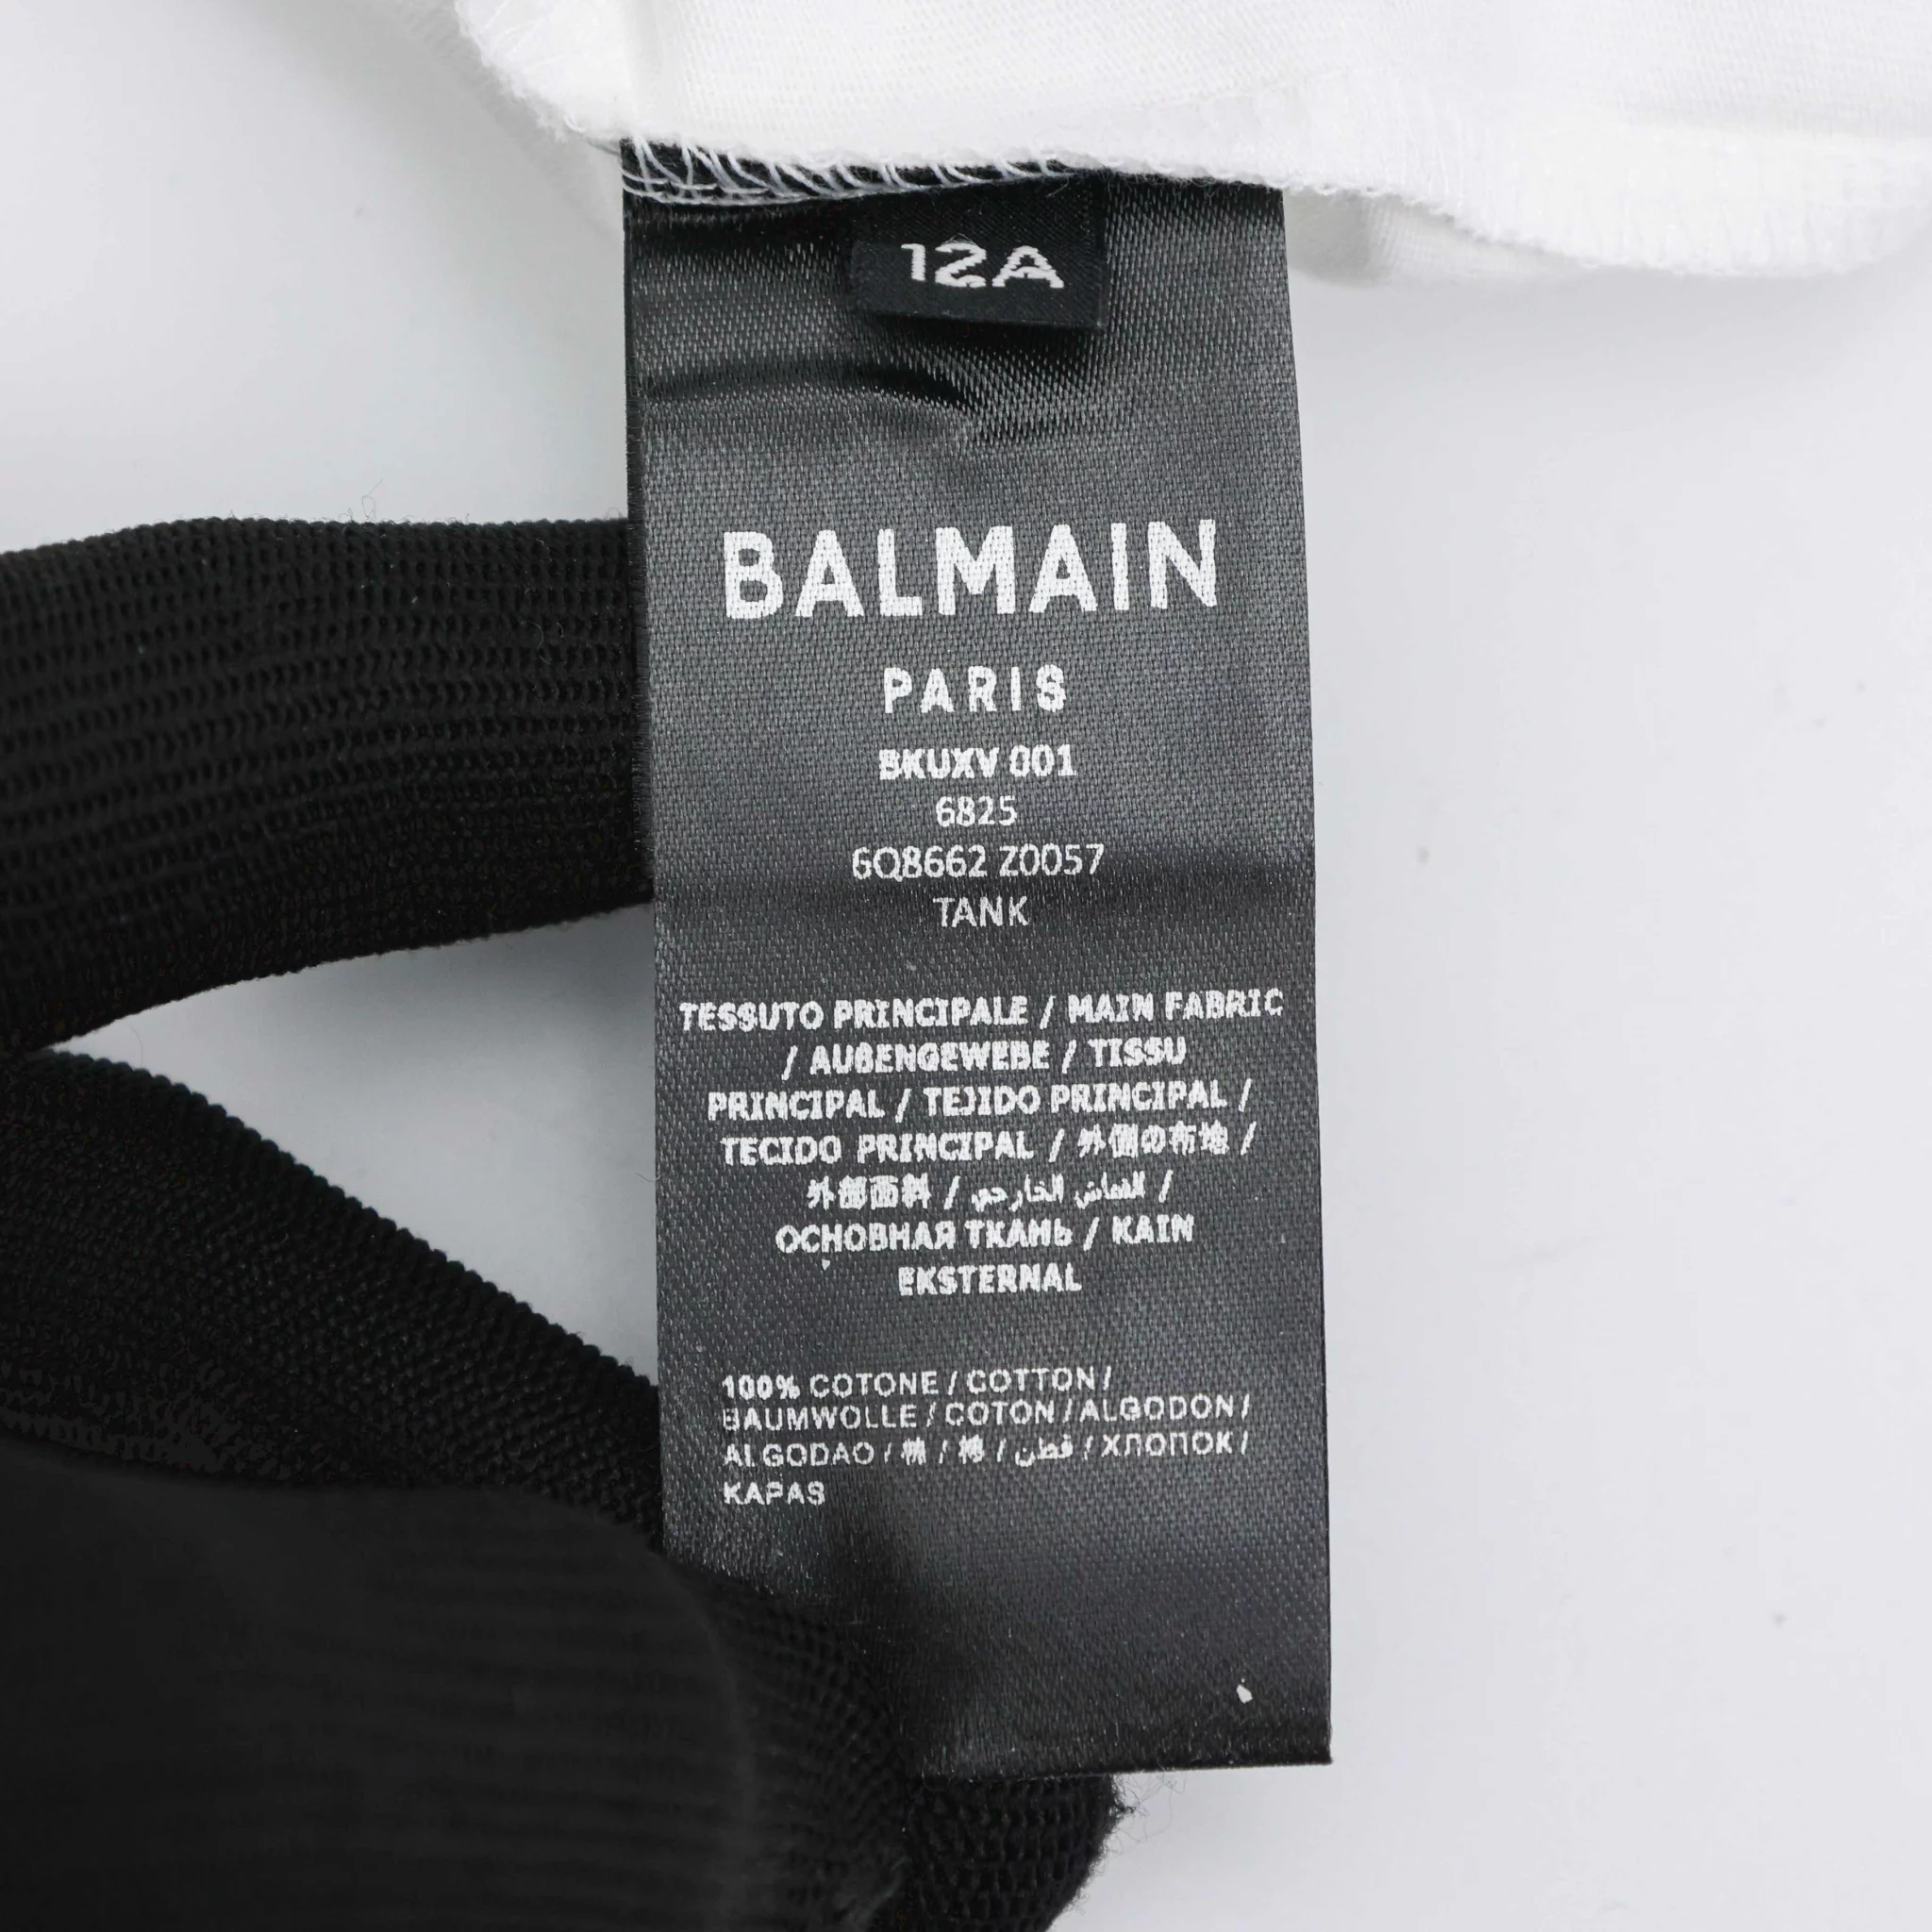 12A
BALMAIN
PARIS
BKUXV 001
6825
6Q8662 Z0057
TANK
TESSUTO PRINCIPALE / MAIN FABRIC
/ AUßENGEWEBE / TISSU
PRINCIPAL / TEJIDO PRINCIPAL /
TECIDO PRINCIPAL / 外側の布地 /
外部面料 / القماش الخارجي /
ОСНОВНАЯ ТКАНЬ / KAIN
EKSTERNAL
100% COTONE / COTTON /
BAUMWOLLE / COTON / ALGODON /
ALGODAO / 棉 / 棉 / قطن / ХЛОПОК /
KAPAS